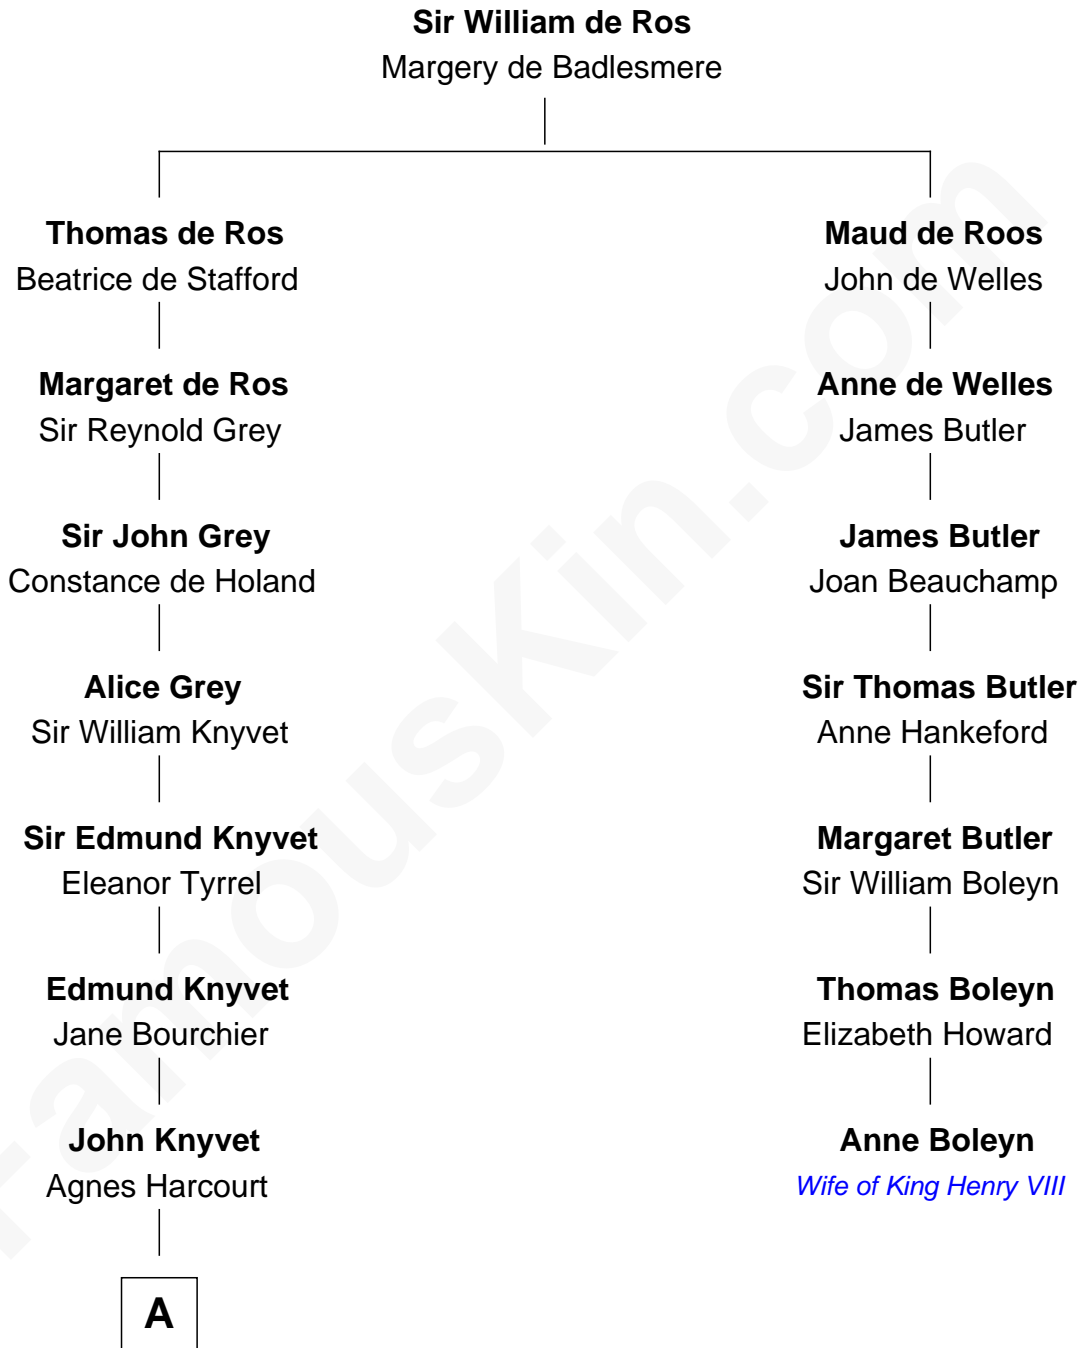 Sir William de Ros
Margery de Badlesmere
Thomas de Ros
Beatrice de Stafford
Margaret de Ros
Sir Reynold Grey
Sir John Grey
Constance de Holand
Alice Grey
Sir William Knyvet
Sir Edmund Knyvet
Eleanor Tyrrel
Edmund Knyvet
Jane Bourchier
John Knyvet
Agnes Harcourt
A
Maud de Roos
John de Welles
Anne de Welles
James Butler
James Butler
Joan Beauchamp
Sir Thomas Butler
Anne Hankeford
Margaret Butler
Sir William Boleyn
Thomas Boleyn
Elizabeth Howard
Anne Boleyn
Wife of King Henry VIII
FamousKin.com